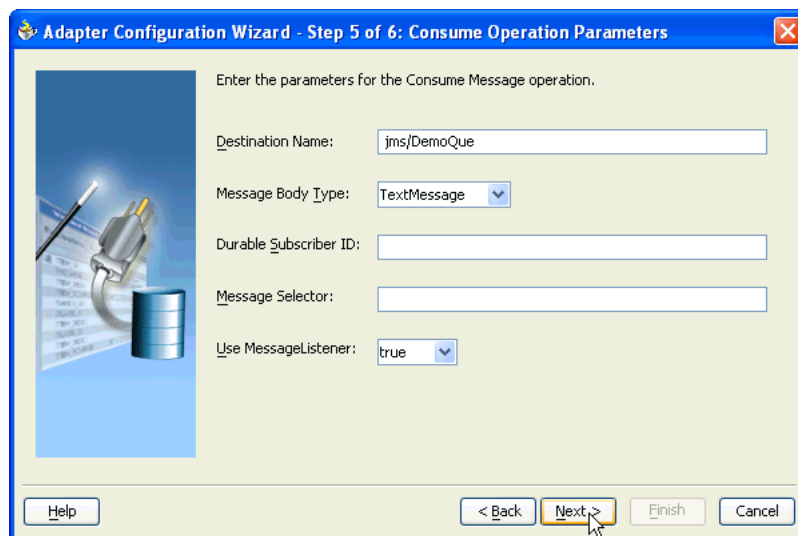 Adapter Configuration Wizard - Step 5 of 6: Consume Operation Parameters
Enter the parameters for the Consume Message operation.
Destination Name: jms/DemoQue
Message Body Type: TextMessage
Durable Subscriber ID:
Message Selector:
Use MessageListener: true
Help < Back Next > Finish Cancel